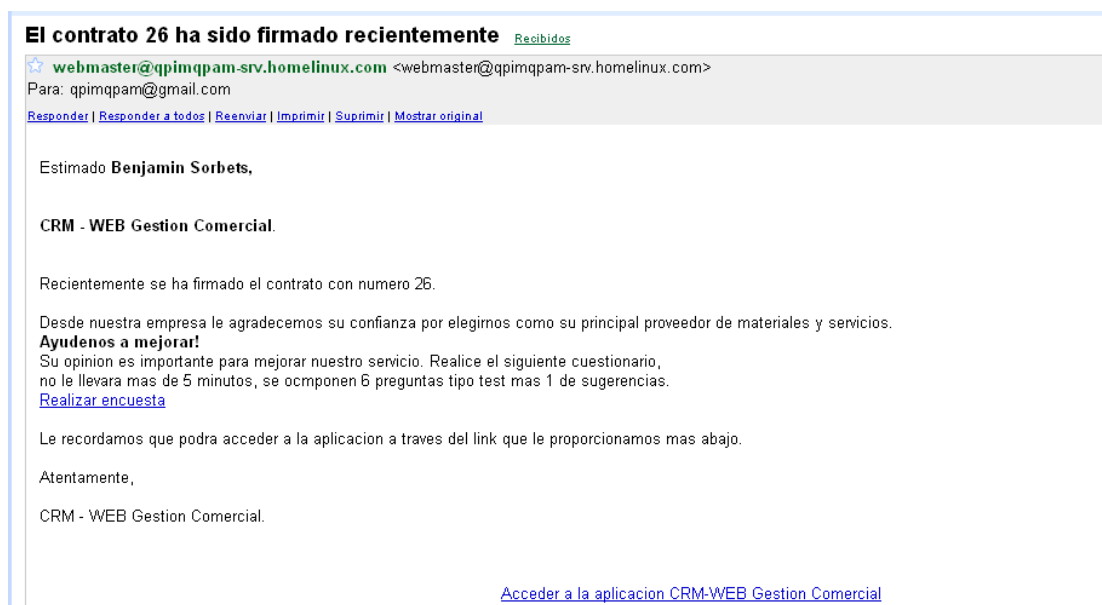 El contrato 26 ha sido firmado recientemente Recibidos
webmaster@qpimqpam-srv.homelinux.com <webmaster@qpimqpam-srv.homelinux.com>
Para: qpimqpam@gmail.com
Responder | Responder a todos | Reenviar | Imprimir | Suprimir | Mostrar original
Estimado Benjamin Sorbets,
CRM - WEB Gestion Comercial.
Recientemente se ha firmado el contrato con numero 26.
Desde nuestra empresa le agradecemos su confianza por elegirnos como su principal proveedor de materiales y servicios.
Ayudenos a mejorar!
Su opinion es importante para mejorar nuestro servicio. Realice el siguiente cuestionario,
no le llevara mas de 5 minutos, se ocmponen 6 preguntas tipo test mas 1 de sugerencias.
Realizar encuesta
Le recordamos que podra acceder a la aplicacion a traves del link que le proporcionamos mas abajo.
Atentamente,
CRM - WEB Gestion Comercial.
Acceder a la aplicacion CRM-WEB Gestion Comercial